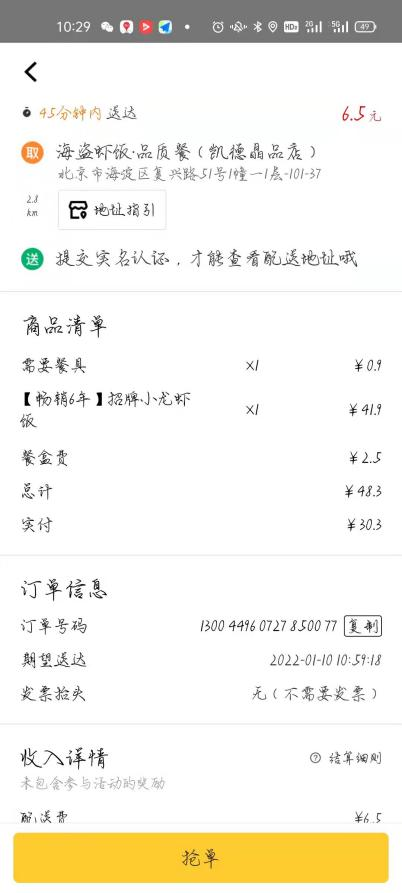 10:29 HD2 2G 5G 49
45分钟内 送达 6.5元
取 海盗虾饭·品质餐（凯德晶品店）
北京市海淀区复兴路51号1幢一1层-101-37
2.8
km
地址指引
送 提交实名认证，才能查看配送地址哦
商品清单
需要餐具 ×1 ￥0.9
【畅销6年】招牌小龙虾 ×1 ￥41.9
饭
餐盒费 ￥2.5
总计 ￥48.3
实付 ￥30.3
订单信息
订单号码 1300 4496 0727 8500 77 复制
期望送达 2022-01-10 10:59:18
发票抬头 无（不需要发票）
收入详情 结算细则
未包含参与活动的奖励
配送费 ￥6.5
抢单